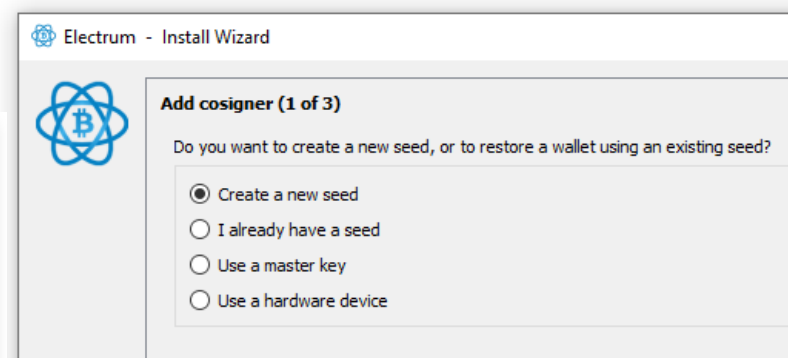 Electrum - Install Wizard
Add cosigner (1 of 3)
Do you want to create a new seed, or to restore a wallet using an existing seed?
Create a new seed
I already have a seed
Use a master key
Use a hardware device